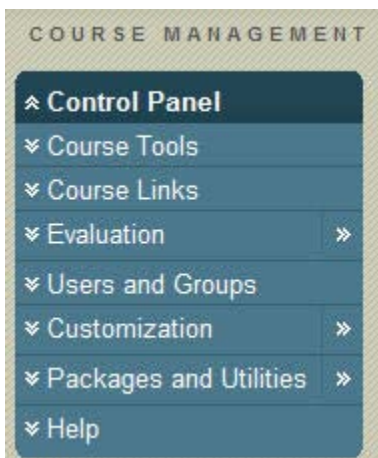 COURSE MANAGEMENT
Control Panel
Course Tools
Course Links
Evaluation
Users and Groups
Customization
Packages and Utilities
Help